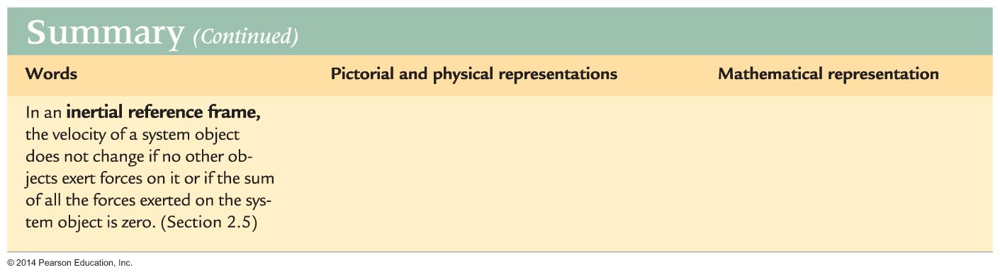 Summary (Continued)
Words Pictorial and physical representations Mathematical representation
In an inertial reference frame,
the velocity of a system object
does not change if no other ob-
jects exert forces on it or if the sum
of all the forces exerted on the sys-
tem object is zero. (Section 2.5)
© 2014 Pearson Education, Inc.